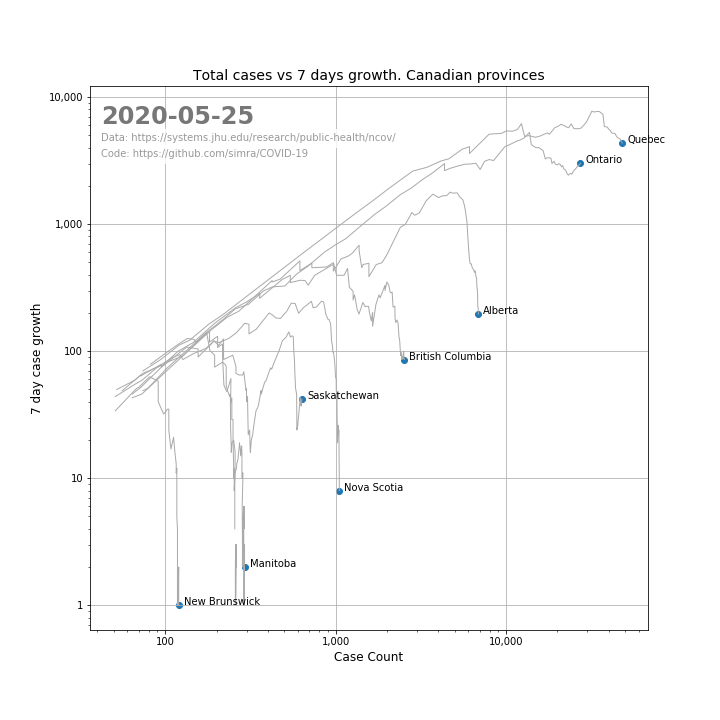 Total cases vs 7 days growth. Canadian provinces
10,000
2020-05-25
Data: https://systems.jhu.edu/research/public-health/ncov/
Code: https://github.com/simra/COVID-19
Quebec
Ontario
1,000
Alberta
100
British Columbia
Saskatchewan
10
Nova Scotia
Manitoba
1
New Brunswick
7 day case growth
100
1,000
10,000
Case Count